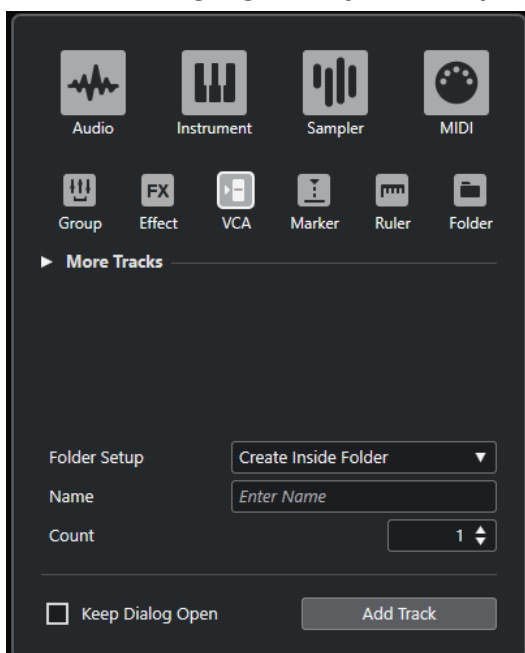 Audio Instrument Sampler MIDI
FX
Group Effect VCA Marker Ruler Folder
More Tracks
Folder Setup Create Inside Folder
Name Enter Name
Count 1
Keep Dialog Open Add Track